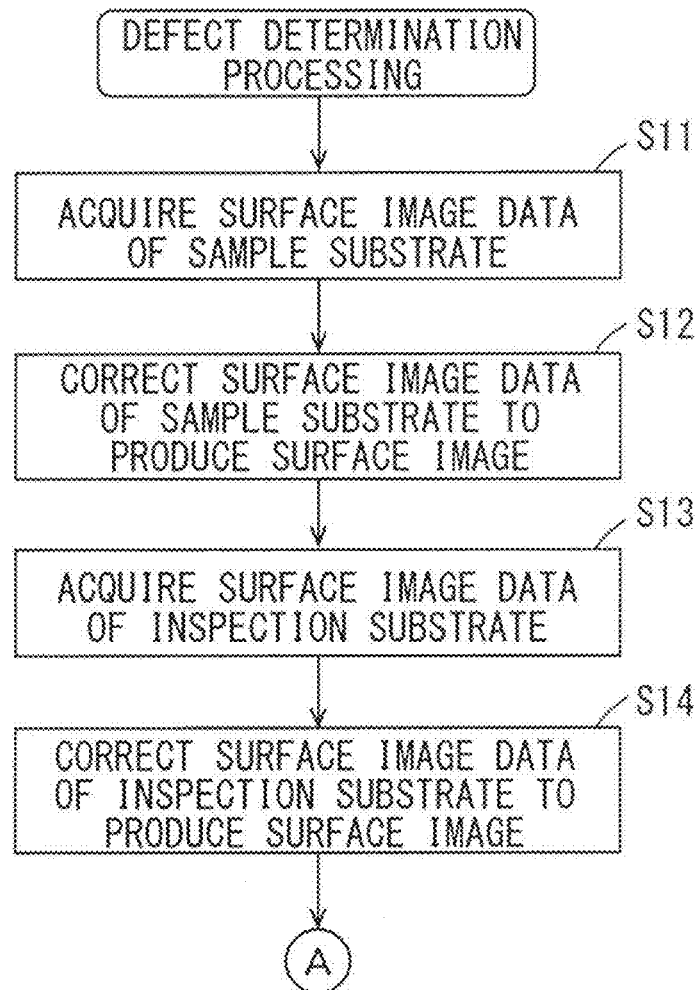 DEFECT DETERMINATION
PROCESSING
S11
ACQUIRE SURFACE IMAGE DATA
OF SAMPLE SUBSTRATE
S12
CORRECT SURFACE IMAGE DATA
OF SAMPLE SUBSTRATE TO
PRODUCE SURFACE IMAGE
S13
ACQUIRE SURFACE IMAGE DATA
OF INSPECTION SUBSTRATE
S14
CORRECT SURFACE IMAGE DATA
OF INSPECTION SUBSTRATE TO
PRODUCE SURFACE IMAGE
A